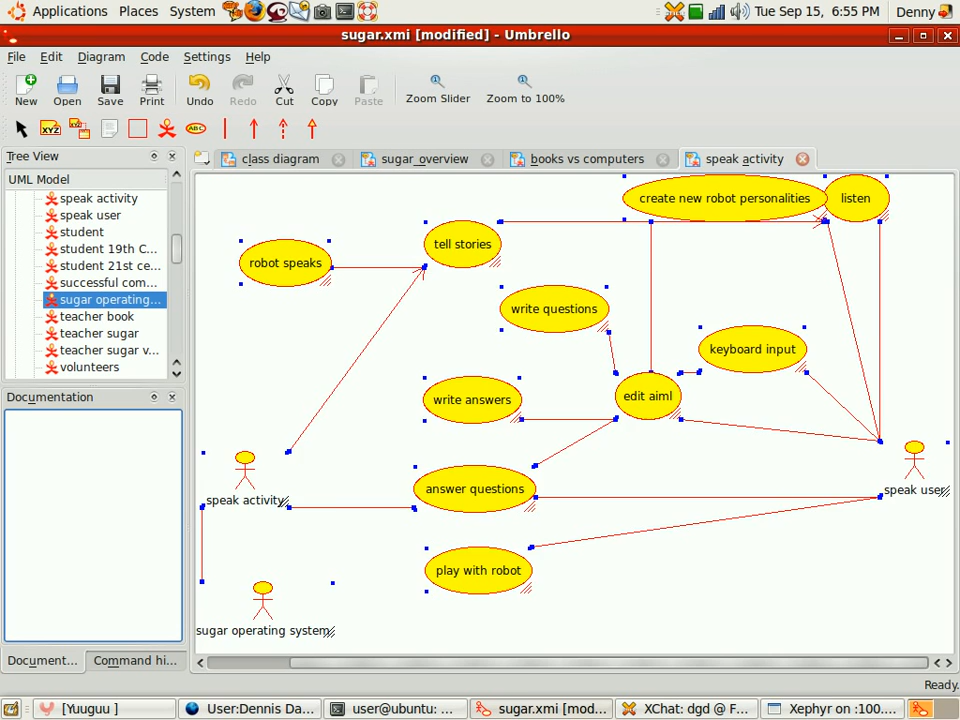 Applications Places System Tue Sep 15, 6:55 PM Denny
sugar.xmi [modified] - Umbrello
File Edit Diagram Code Settings Help
New Open Save Print Undo Redo Cut Copy Paste Zoom Slider Zoom to 100%
XYZ ABC
Tree View
class diagram sugar_overview books vs computers speak activity
UML Model
speak activity
speak user
student
student 19th C...
student 21st ce...
successful com...
sugar operating...
teacher book
teacher sugar
teacher sugar v...
volunteers
Documentation
Document... Command hi...
create new robot personalities listen
tell stories
robot speaks
write questions
keyboard input
write answers
edit aiml
answer questions
speak activity
speak user
play with robot
sugar operating system
Ready.
[Yuuguu ] User:Dennis Da... user@ubuntu: ... sugar.xmi [mod... XChat: dgd @ F... Xephyr on :100....